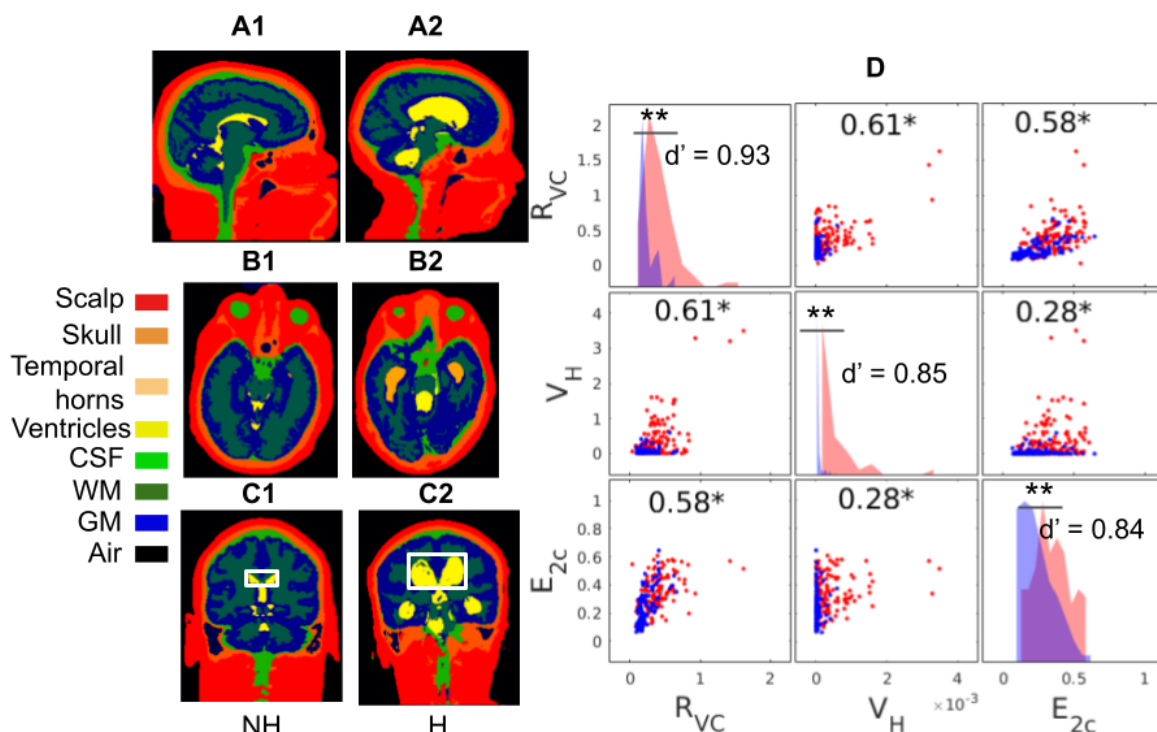 A1
A2
B1
B2
Scalp
Skull
Temporal
horns
Ventricles
CSF
WM
GM
Air
C1
C2
NH
H
D
R_VC
2
1.5
1
0.5
0
**
d' = 0.93
0.61*
0.58*
V_H
4
3
2
1
0
0.61*
**
d' = 0.85
0.28*
E_2c
1
0.8
0.6
0.4
0.2
0
0.58*
0.28*
**
d' = 0.84
0 1 2
0 2 4
×10⁻³
0 0.5 1
R_VC
V_H
E_2c